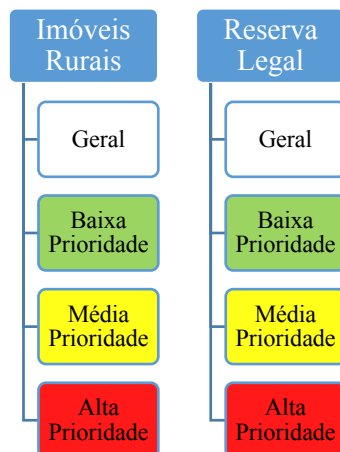 Imóveis
Rurais
Geral
Baixa
Prioridade
Média
Prioridade
Alta
Prioridade
Reserva
Legal
Geral
Baixa
Prioridade
Média
Prioridade
Alta
Prioridade